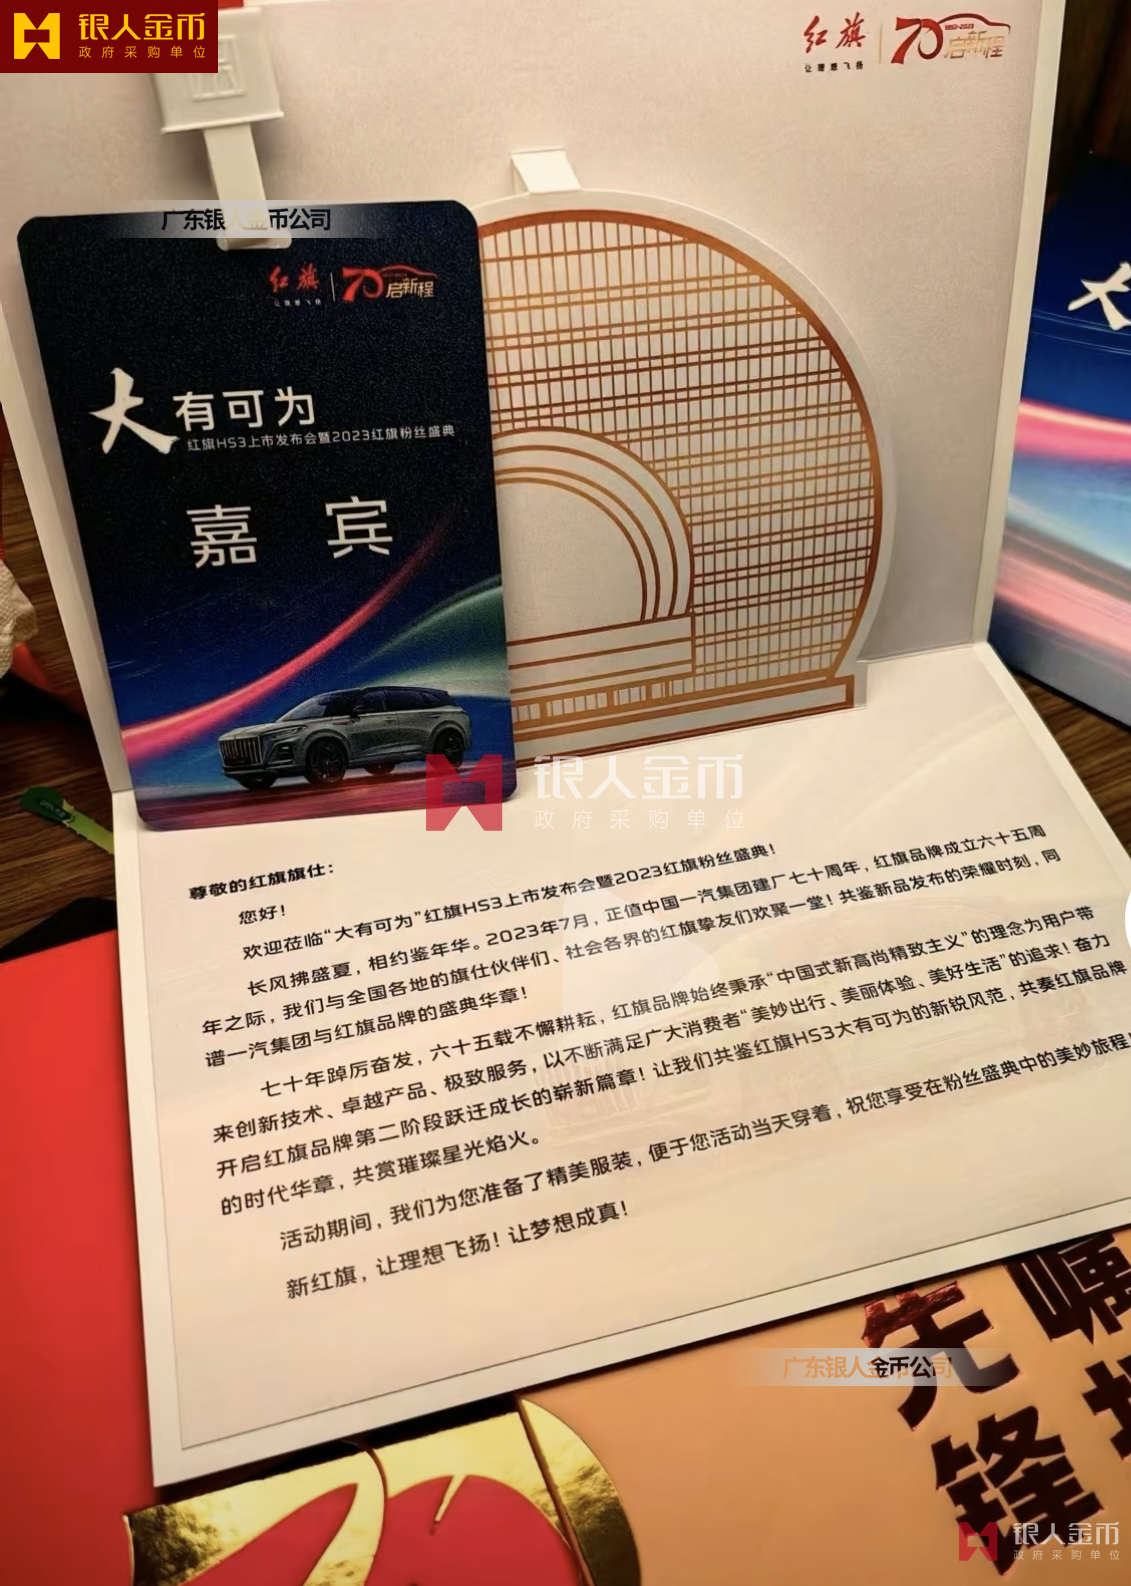 银人金币
政府采购单位
红旗
让理想飞扬
70
1953-2023
启新程
广东银人金币公司
红旗
让理想飞扬
70
启新程
大有可为
红旗HS3上市发布会暨2023红旗粉丝盛典
嘉宾
大
银人金币
政府采购单位
尊敬的红旗旗仕：
您好！
欢迎莅临“大有可为”红旗HS3上市发布会暨2023红旗粉丝盛典！
长风拂盛夏，相约鉴年华。2023年7月，正值中国一汽集团建厂七十周年，红旗品牌成立六十五周
年之际，我们与全国各地的旗仕伙伴们、社会各界的红旗挚友们欢聚一堂！共鉴新品发布的荣耀时刻，同
谱一汽集团与红旗品牌的盛典华章！
七十年踔厉奋发，六十五载不懈耕耘，红旗品牌始终秉承“中国式新高尚精致主义”的理念为用户带
来创新技术、卓越产品、极致服务，以不断满足广大消费者“美妙出行、美丽体验、美好生活”的追求！奋力
开启红旗品牌第二阶段跃迁成长的崭新篇章！让我们共鉴红旗HS3大有可为的新锐风范，共奏红旗品牌
的时代华章，共赏璀璨星光焰火。
活动期间，我们为您准备了精美服装，便于您活动当天穿着，祝您享受在粉丝盛典中的美妙旅程！
新红旗，让理想飞扬！让梦想成真！
广东银人金币公司
先
锋
银人金币
政府采购单位